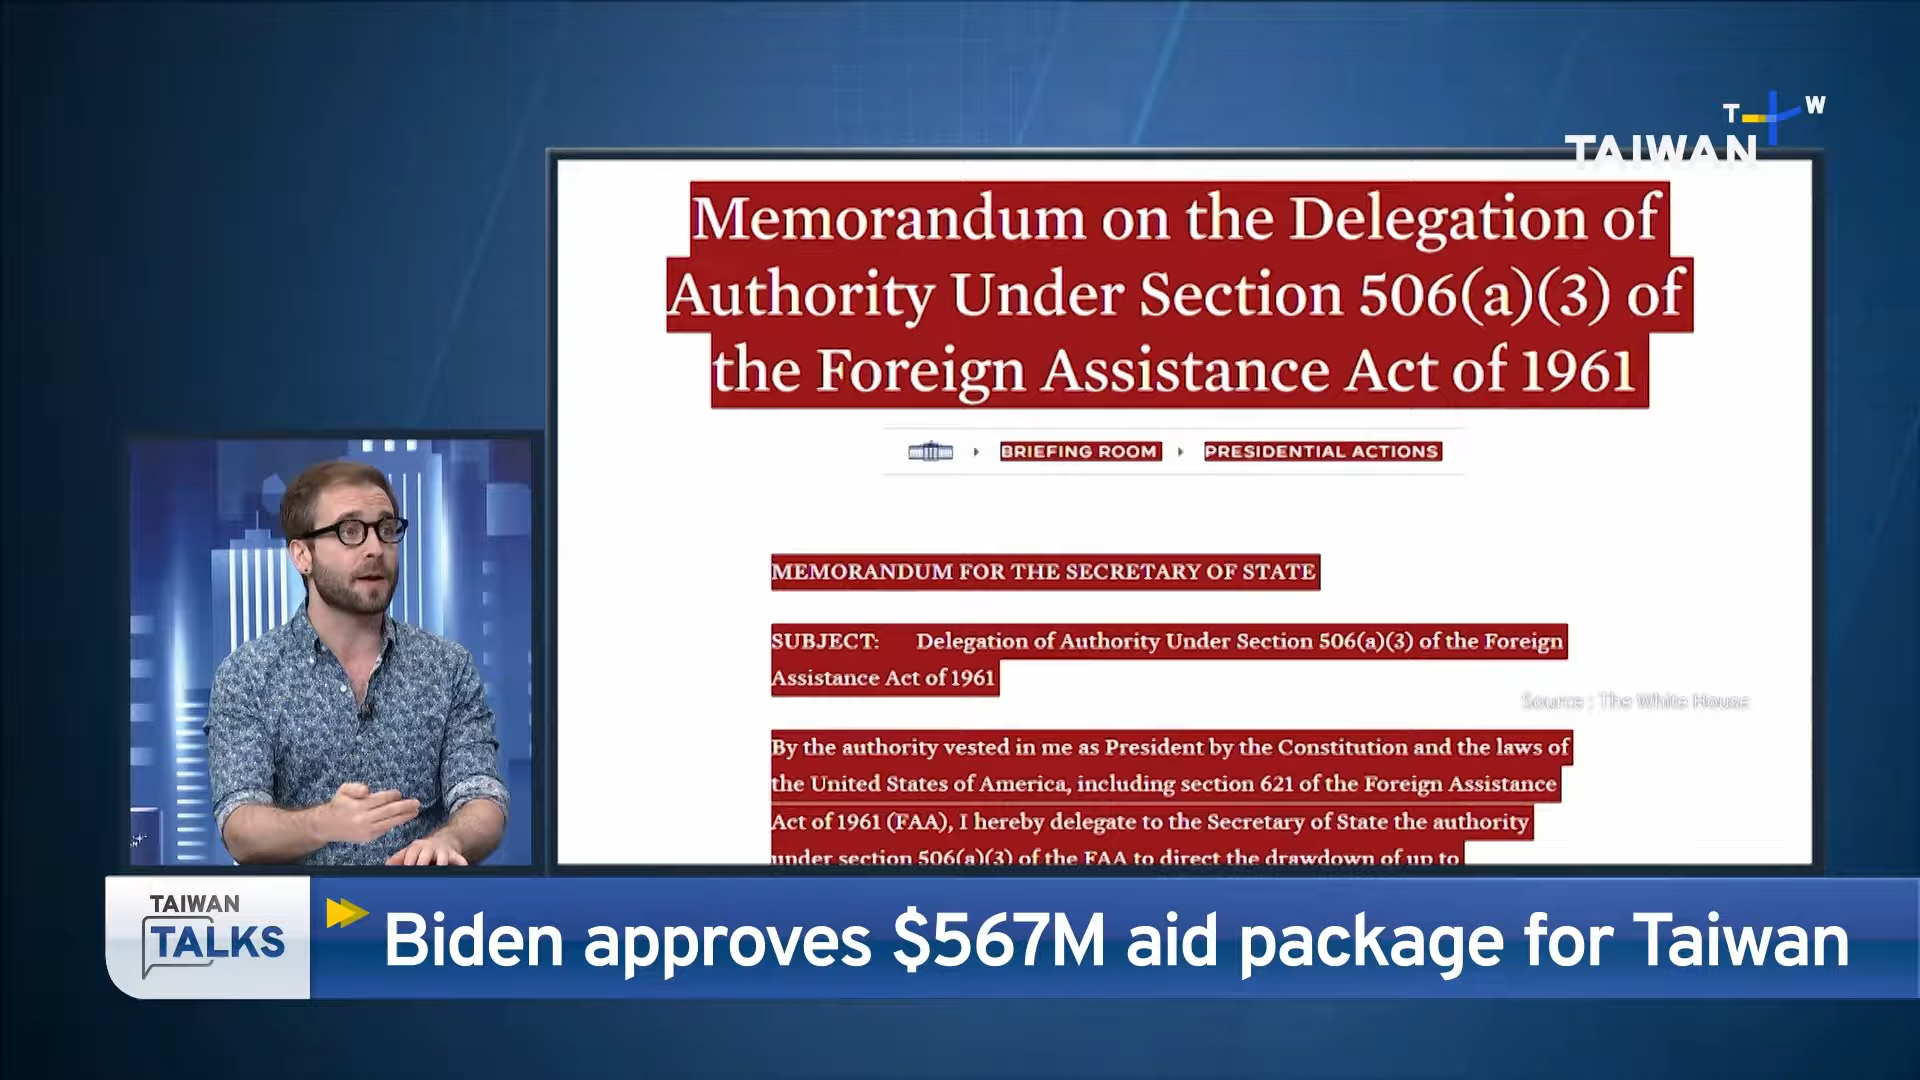 T W
TAIWAN
Memorandum on the Delegation of
Authority Under Section 506(a)(3) of
the Foreign Assistance Act of 1961
BRIEFING ROOM PRESIDENTIAL ACTIONS
MEMORANDUM FOR THE SECRETARY OF STATE
SUBJECT: Delegation of Authority Under Section 506(a)(3) of the Foreign
Assistance Act of 1961
Source : The White House
By the authority vested in me as President by the Constitution and the laws of
the United States of America, including section 621 of the Foreign Assistance
Act of 1961 (FAA), I hereby delegate to the Secretary of State the authority
under section 506(a)(3) of the FAA to direct the drawdown of up to
TAIWAN
TALKS
Biden approves $567M aid package for Taiwan